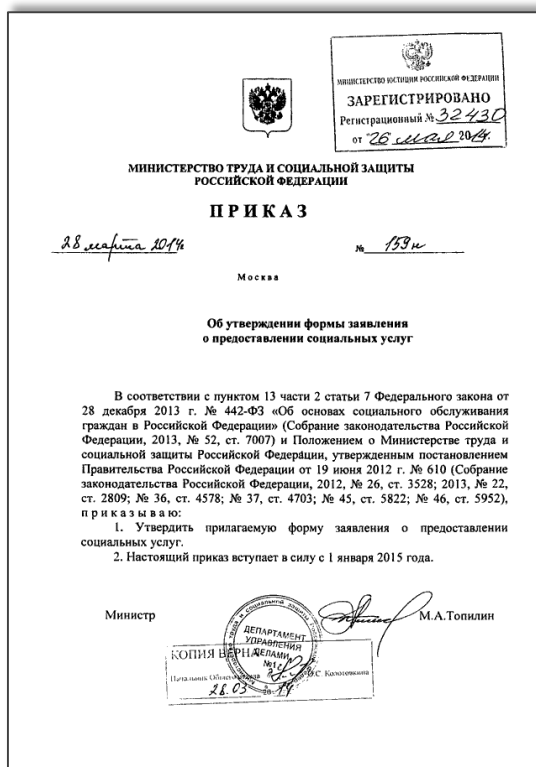 МИНИСТЕРСТВО ЮСТИЦИИ РОССИЙСКОЙ ФЕДЕРАЦИИ
ЗАРЕГИСТРИРОВАНО
Регистрационный № 32430
от "26 мая 2014.
МИНИСТЕРСТВО ТРУДА И СОЦИАЛЬНОЙ ЗАЩИТЫ
РОССИЙСКОЙ ФЕДЕРАЦИИ
ПРИКАЗ
28 марта 2014г
№ 159н
Москва
Об утверждении формы заявления
о предоставлении социальных услуг
В соответствии с пунктом 13 части 2 статьи 7 Федерального закона от
28 декабря 2013 г. № 442-ФЗ «Об основах социального обслуживания
граждан в Российской Федерации» (Собрание законодательства Российской
Федерации, 2013, № 52, ст. 7007) и Положением о Министерстве труда и
социальной защиты Российской Федерации, утвержденным постановлением
Правительства Российской Федерации от 19 июня 2012 г. № 610 (Собрание
законодательства Российской Федерации, 2012, № 26, ст. 3528; 2013, № 22,
ст. 2809; № 36, ст. 4578; № 37, ст. 4703; № 45, ст. 5822; № 46, ст. 5952),
приказываю:
1. Утвердить прилагаемую форму заявления о предоставлении
социальных услуг.
2. Настоящий приказ вступает в силу с 1 января 2015 года.
Министр
М.А.Топилин
ДЕПАРТАМЕНТ
УПРАВЛЕНИЯ
ДЕЛАМИ
№1
КОПИЯ ВЕРНА
Начальник Общего отдела
28.03 2014